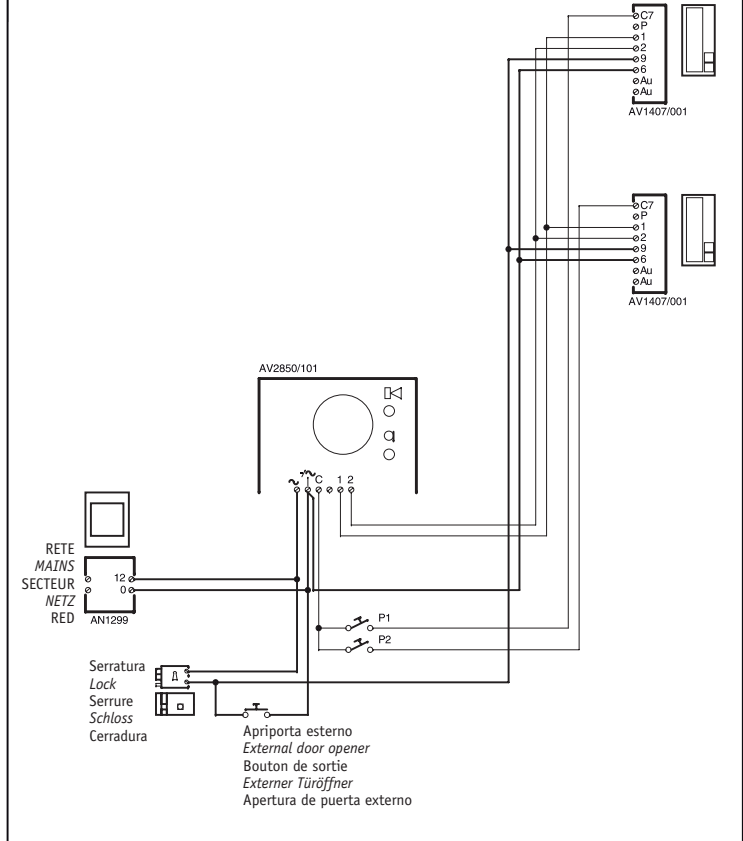 C7
P
1
2
9
6
Au
Au
AV1407/001
C7
P
1
2
9
6
Au
Au
AV1407/001
AV2850/101
C 1 2
RETE
MAINS
SECTEUR
NETZ
RED
12
0
AN1299
P1
P2
Serratura
Lock
Serrure
Schloss
Cerradura
Apriporta esterno
External door opener
Bouton de sortie
Externer Türöffner
Apertura de puerta externo